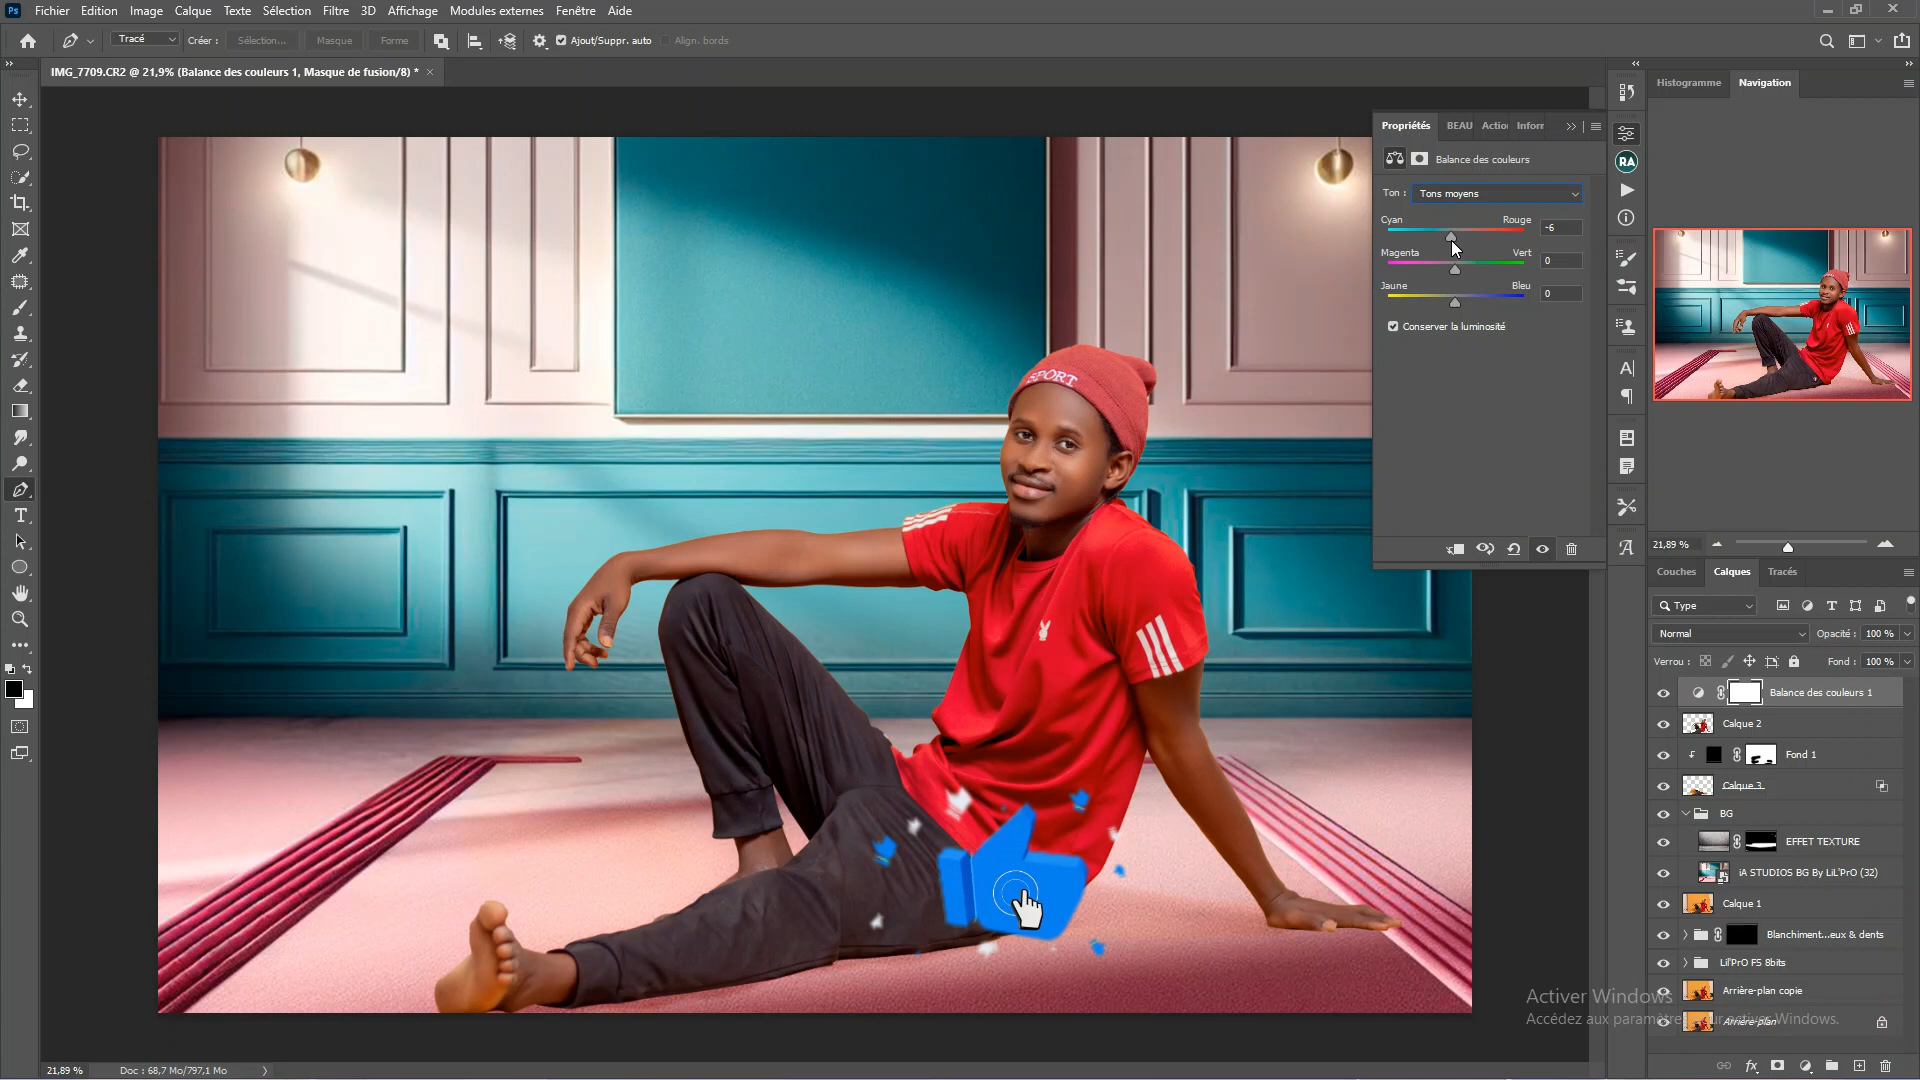 Ps Fichier Edition Image Calque Texte Sélection Filtre 3D Affichage Modules externes Fenêtre Aide
Tracé Créer : Sélection... Masque Forme Ajout/Suppr. auto Align. bords
IMG_7709.CR2 @ 21,9% (Balance des couleurs 1, Masque de fusion/8) * ×
Histogramme Navigation
Propriétés BEAU Actio Inforr
Balance des couleurs
Ton : Tons moyens
Cyan Rouge -6
Magenta Vert 0
Jaune Bleu 0
Conserver la luminosité
RA
SPORT
21,89 %
Couches Calques Tracés
Type
Normal Opacité : 100 %
Verrou : Fond : 100 %
Balance des couleurs 1
Calque 2
Fond 1
Calque 3
BG
EFFET TEXTURE
iA STUDIOS BG By LiL'PrO (32)
Calque 1
Blanchiment...eux & dents
Lil'PrO FS 8bits
Arrière-plan copie
Arrière-plan
Activer Windows
Accédez aux paramètres pour activer Windows.
21,89 % Doc : 68,7 Mo/797,1 Mo